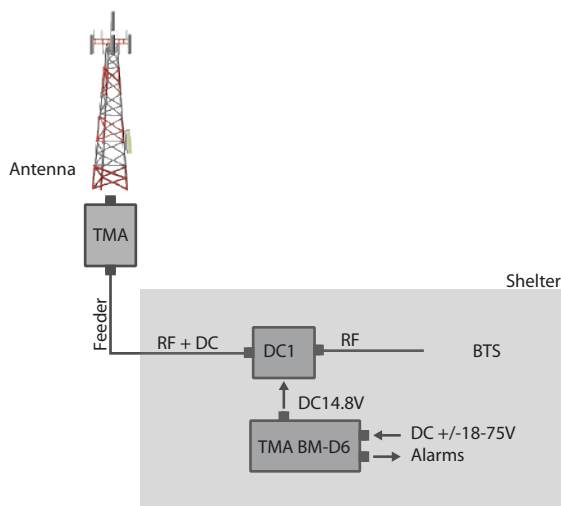 Antenna
TMA
Shelter
Feeder
RF + DC
DC1
RF
BTS
DC14.8V
TMA BM-D6
DC +/-18-75V
Alarms